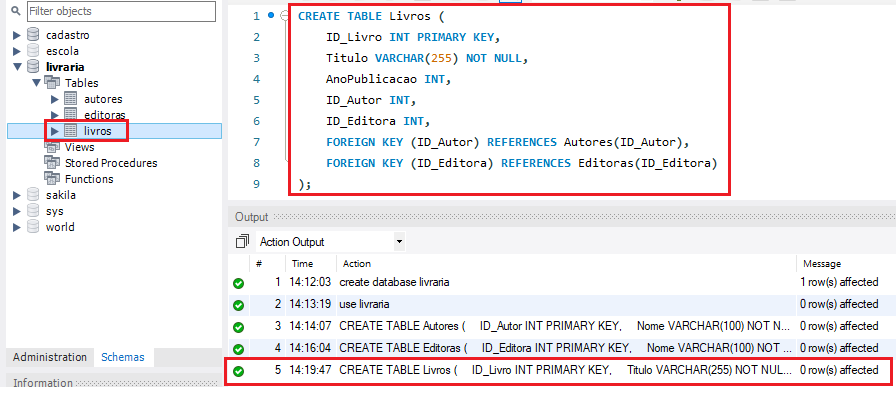 Filter objects
cadastro
escola
livraria
Tables
autores
editoras
livros
Views
Stored Procedures
Functions
sakila
sys
world
Administration Schemas
Information
1 CREATE TABLE Livros (
2 ID_Livro INT PRIMARY KEY,
3 Titulo VARCHAR(255) NOT NULL,
4 AnoPublicacao INT,
5 ID_Autor INT,
6 ID_Editora INT,
7 FOREIGN KEY (ID_Autor) REFERENCES Autores(ID_Autor),
8 FOREIGN KEY (ID_Editora) REFERENCES Editoras(ID_Editora)
9 );
Output
Action Output
# Time Action Message
1 14:12:03 create database livraria 1 row(s) affected
2 14:13:19 use livraria 0 row(s) affected
3 14:14:07 CREATE TABLE Autores ( ID_Autor INT PRIMARY KEY, Nome VARCHAR(100) NOT N... 0 row(s) affected
4 14:16:04 CREATE TABLE Editoras ( ID_Editora INT PRIMARY KEY, Nome VARCHAR(100) NOT ... 0 row(s) affected
5 14:19:47 CREATE TABLE Livros ( ID_Livro INT PRIMARY KEY, Titulo VARCHAR(255) NOT NUL... 0 row(s) affected